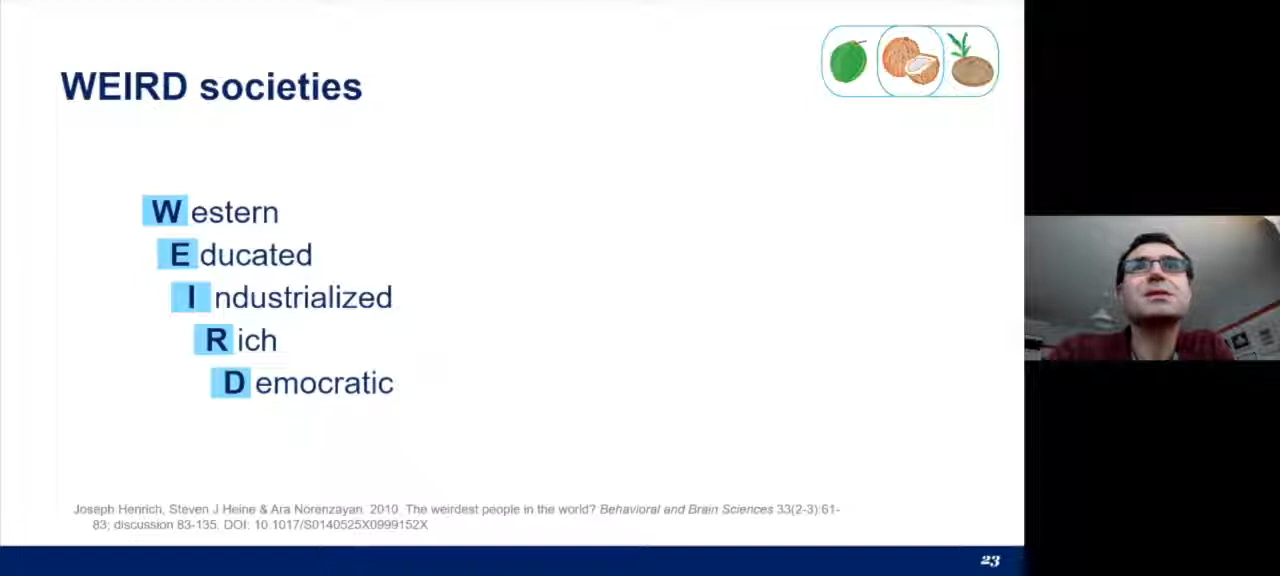 WEIRD societies
Western
Educated
Industrialized
Rich
Democratic
Joseph Henrich, Steven J Heine & Ara Norenzayan. 2010. The weirdest people in the world? Behavioral and Brain Sciences 33(2-3):61-
83; discussion 83-135. DOI: 10.1017/S0140525X0999152X
23